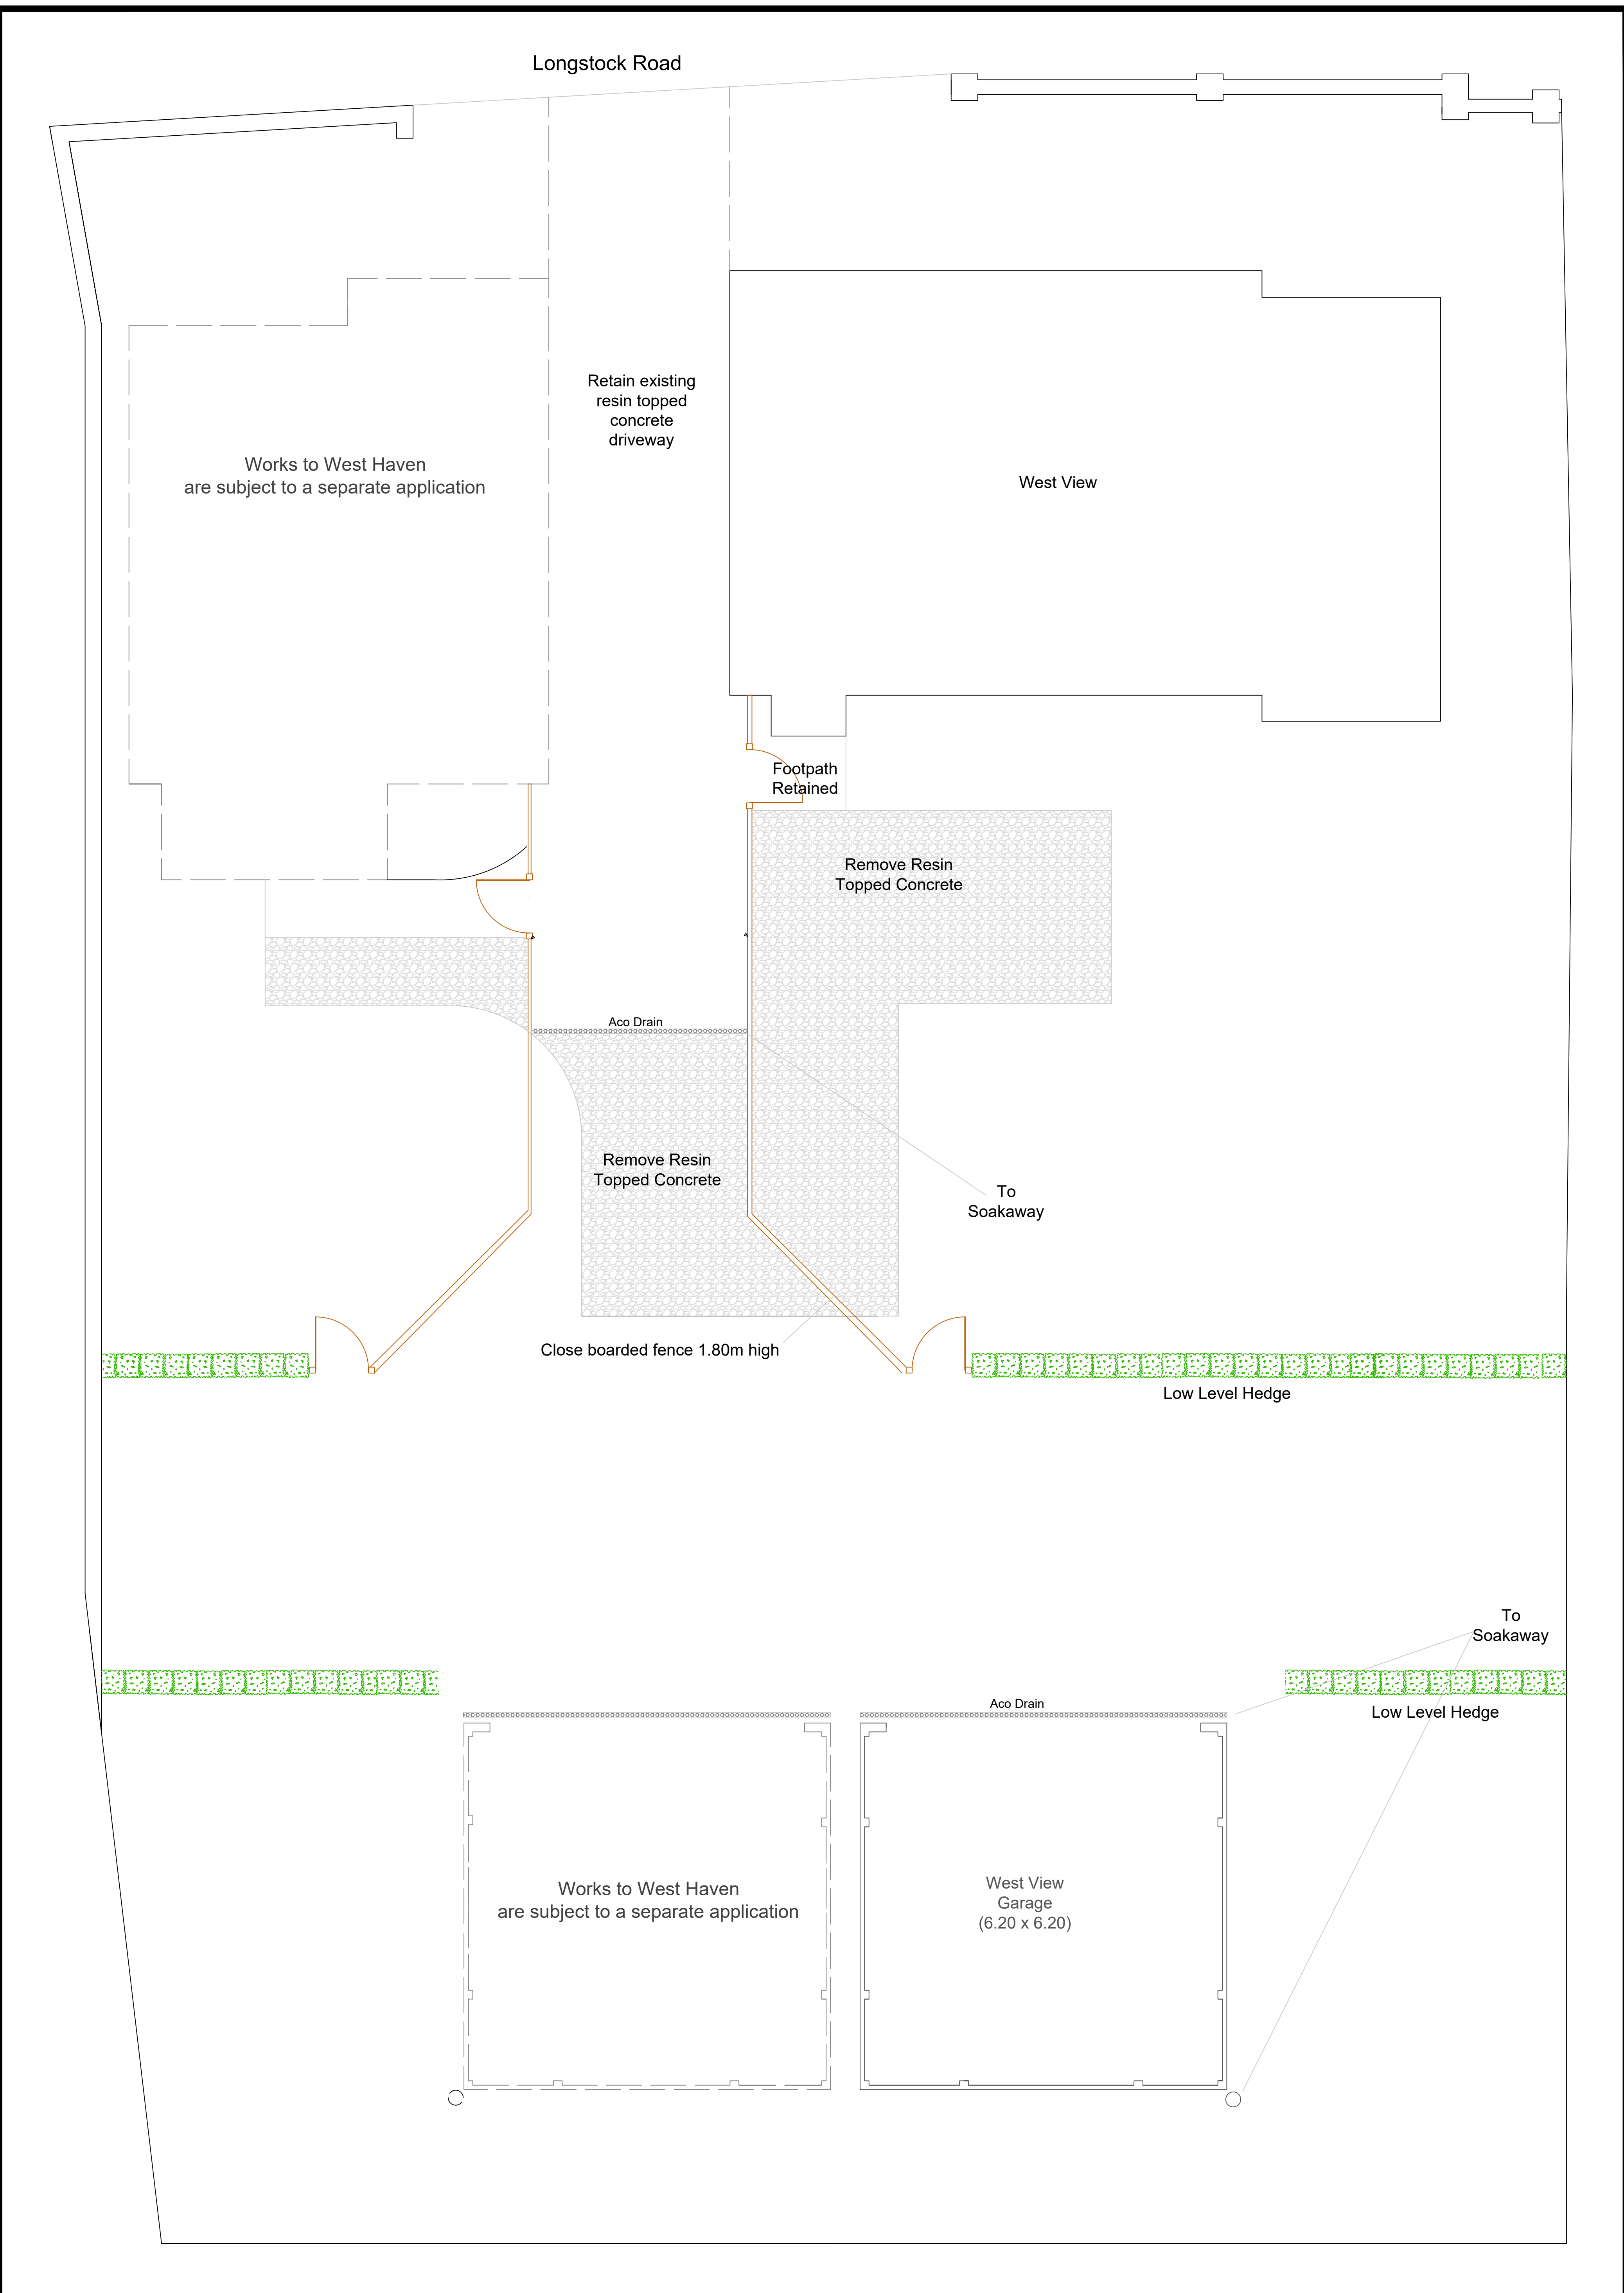 Longstock Road
Retain existing
resin topped
concrete
driveway
Works to West Haven
are subject to a separate application
West View
Footpath
Retained
Remove Resin
Topped Concrete
Aco Drain
Remove Resin
Topped Concrete
To
Soakaway
Close boarded fence 1.80m high
Low Level Hedge
To
Soakaway
Aco Drain
Low Level Hedge
Works to West Haven
are subject to a separate application
West View
Garage
(6.20 x 6.20)